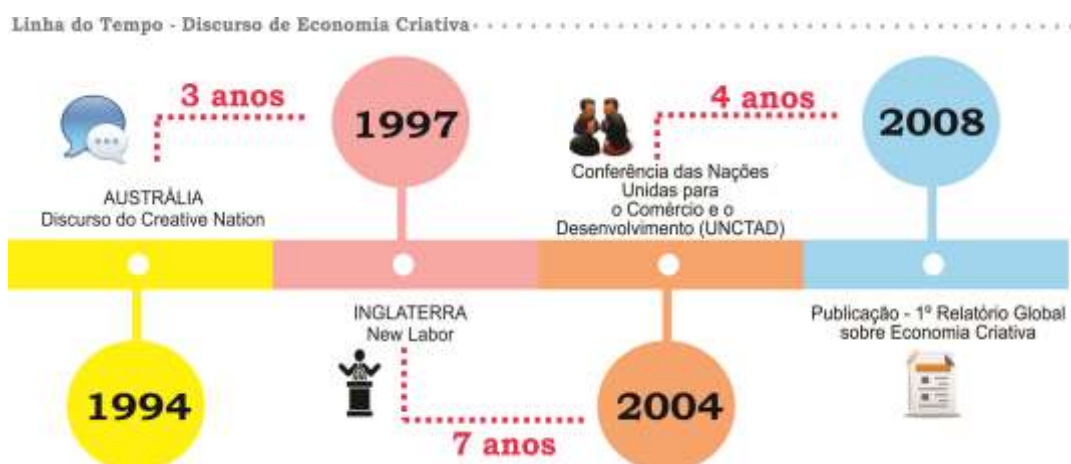 Linha do Tempo - Discurso de Economia Criativa
3 anos
1997
4 anos
2008
AUSTRÁLIA
Discurso do Creative Nation
Conferência das Nações
Unidas para
o Comércio e o
Desenvolvimento (UNCTAD)
INGLATERRA
New Labor
Publicação - 1º Relatório Global
sobre Economia Criativa
1994
7 anos
2004